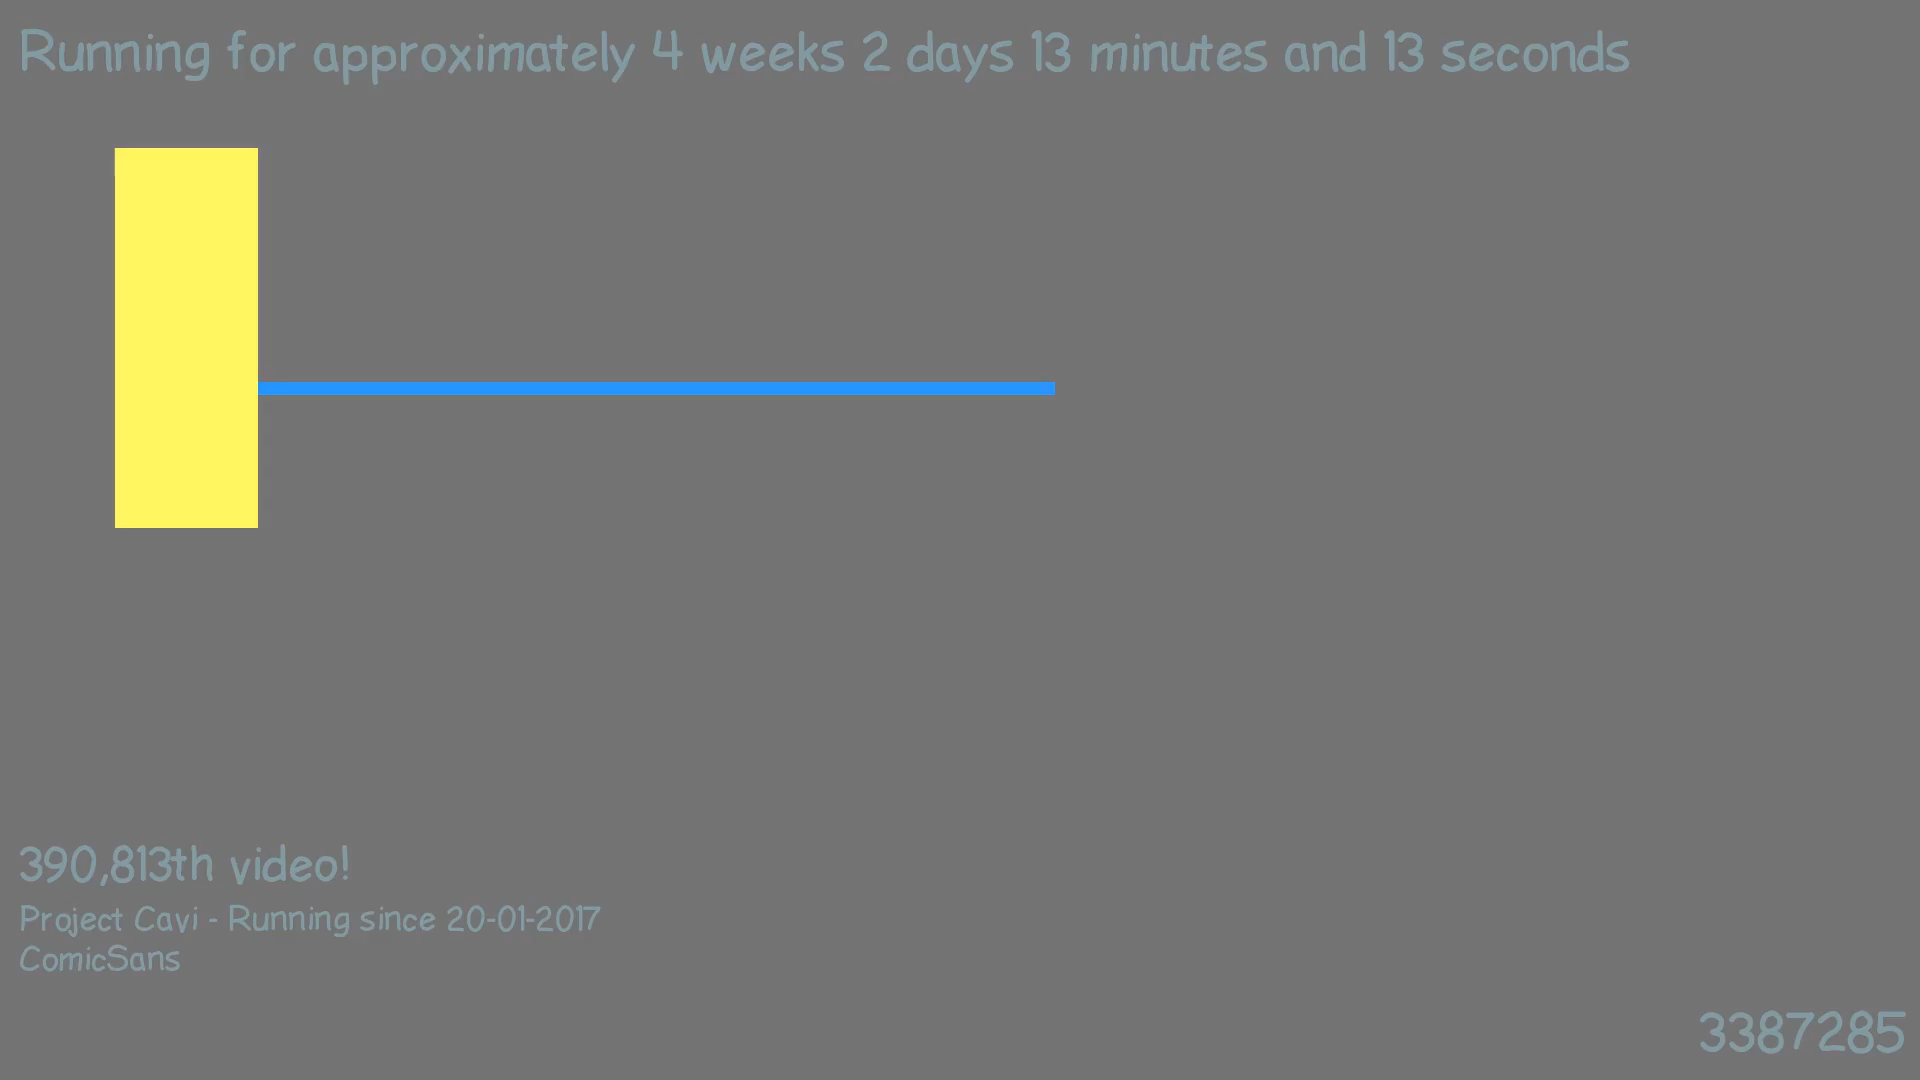 Running for approximately 4 weeks 2 days 13 minutes and 13 seconds
390,813th video!
Project Cavi - Running since 20-01-2017
ComicSans
3387285